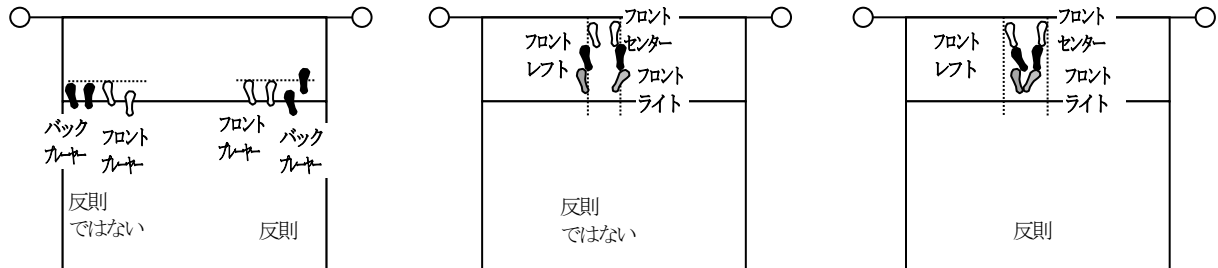 バック
プレーヤー
フロント
プレーヤー
フロント
プレーヤー
バック
プレーヤー
反則
ではない
反則
フロント
レフト
フロント
センター
フロント
ライト
反則
ではない
フロント
レフト
フロント
センター
フロント
ライト
反則